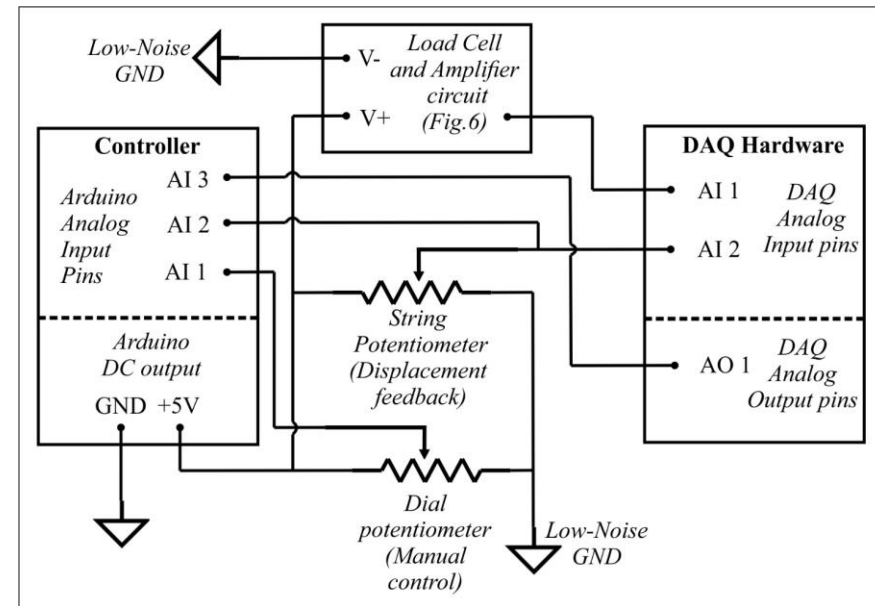 Low-Noise
GND
V-
V+
Load Cell
and Amplifier
circuit
(Fig.6)
Controller
AI 3
AI 2
AI 1
Arduino
Analog
Input
Pins
Arduino
DC output
GND +5V
String
Potentiometer
(Displacement
feedback)
Dial
potentiometer
(Manual
control)
Low-Noise
GND
DAQ Hardware
AI 1
AI 2
DAQ
Analog
Input pins
AO 1
DAQ
Analog
Output pins